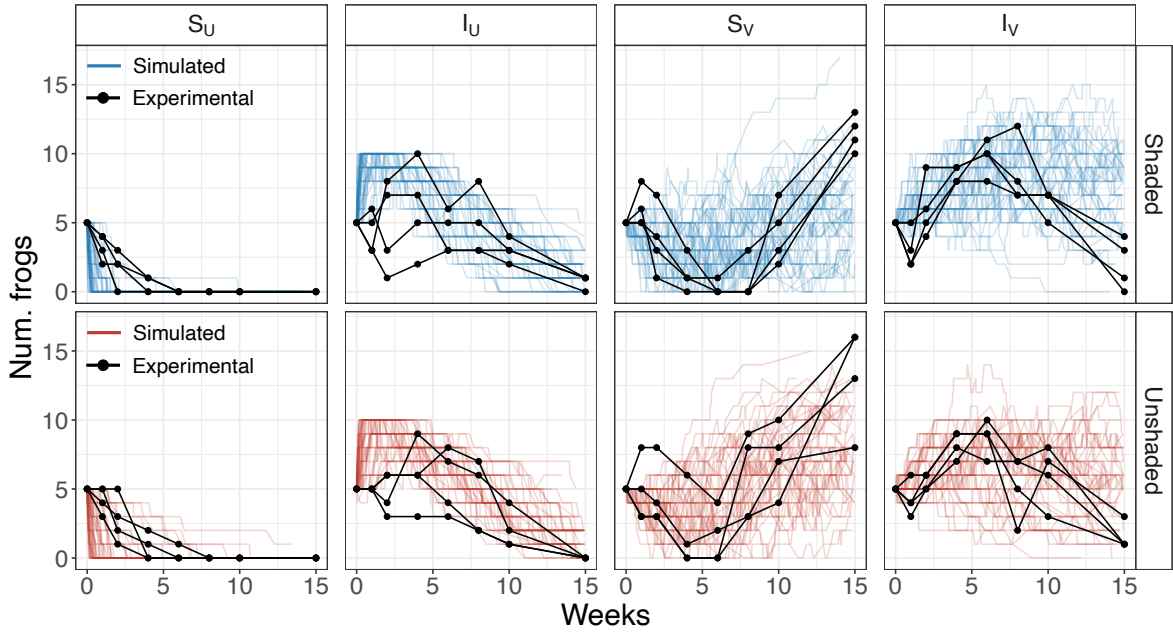 S_U I_U S_V I_V
Simulated
Experimental
Shaded
15
10
5
0
Simulated
Experimental
Unshaded
15
10
5
0
Num. frogs
0 5 10 15 0 5 10 15 0 5 10 15 0 5 10 15
Weeks